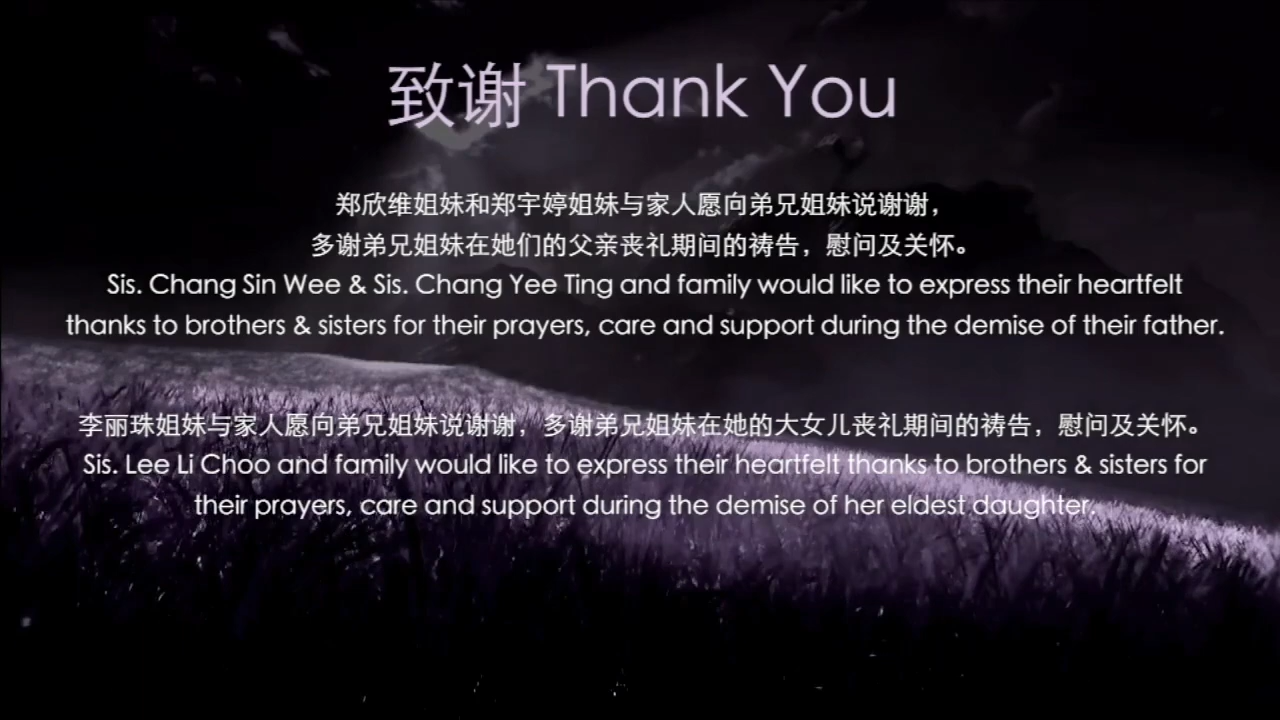 致谢 Thank You
郑欣维姐妹和郑宇婷姐妹与家人愿向弟兄姐妹说谢谢，
多谢弟兄姐妹在她们的父亲丧礼期间的祷告，慰问及关怀。
Sis. Chang Sin Wee & Sis. Chang Yee Ting and family would like to express their heartfelt
thanks to brothers & sisters for their prayers, care and support during the demise of their father.
李丽珠姐妹与家人愿向弟兄姐妹说谢谢，多谢弟兄姐妹在她的大女儿丧礼期间的祷告，慰问及关怀。
Sis. Lee Li Choo and family would like to express their heartfelt thanks to brothers & sisters for
their prayers, care and support during the demise of her eldest daughter.